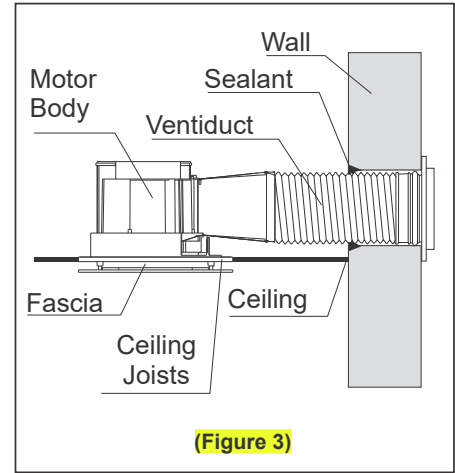 Wall
Sealant
Motor
Body
Ventiduct
Fascia
Ceiling
Ceiling
Joists
(Figure 3)